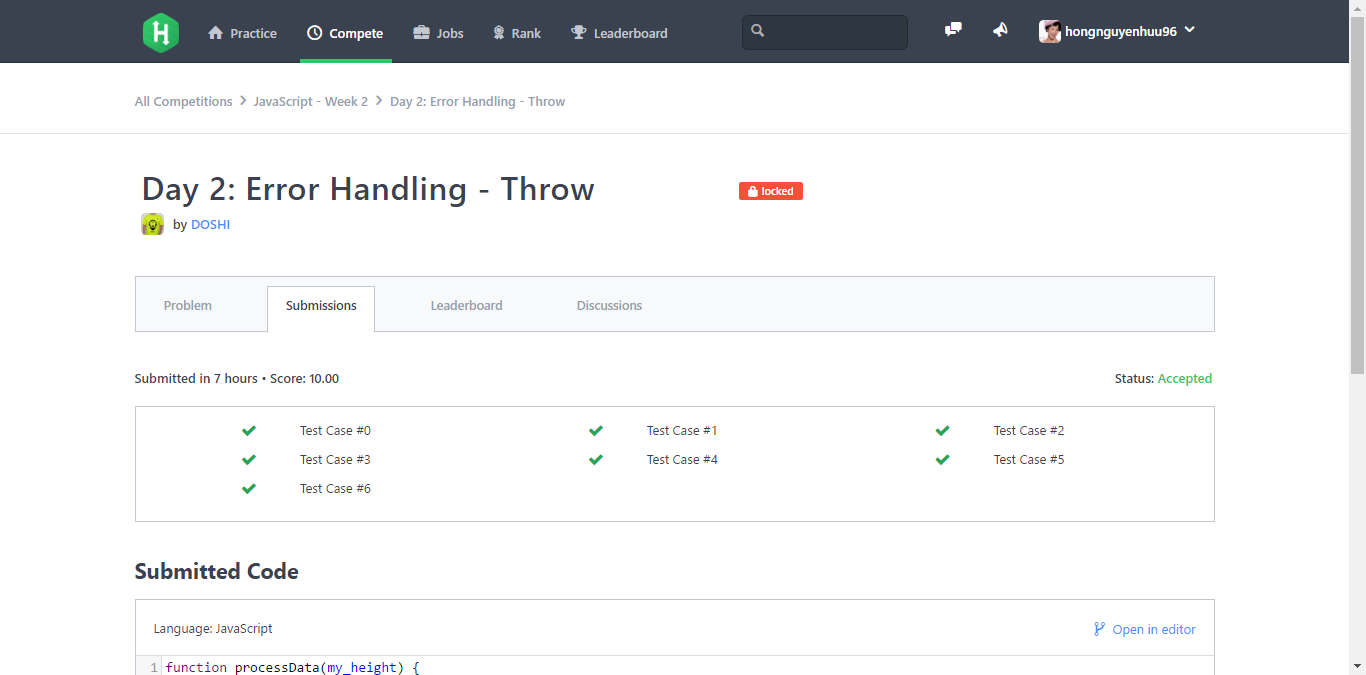 H Practice Compete Jobs Rank Leaderboard hongnguyenhuu96
All Competitions JavaScript - Week 2 Day 2: Error Handling - Throw
Day 2: Error Handling - Throw locked
by DOSHI
Problem Submissions Leaderboard Discussions
Submitted in 7 hours • Score: 10.00 Status: Accepted
Test Case #0 Test Case #1 Test Case #2
Test Case #3 Test Case #4 Test Case #5
Test Case #6
Submitted Code
Language: JavaScript Open in editor
1 function processData(my_height) {